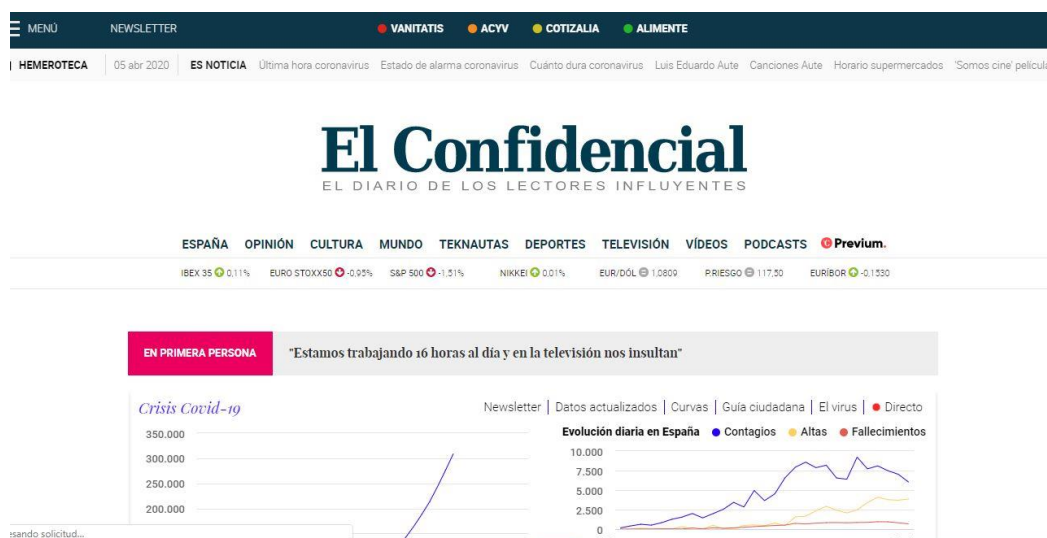 MENÚ NEWSLETTER VANITATIS ACYV COTIZALIA ALIMENTE
HEMEROTECA 05 abr 2020 ES NOTICIA Última hora coronavirus Estado de alarma coronavirus Cuánto dura coronavirus Luis Eduardo Aute Canciones Aute Horario supermercados 'Somos cine' película
El Confidencial
EL DIARIO DE LOS LECTORES INFLUYENTES
ESPAÑA OPINIÓN CULTURA MUNDO TEKNAUTAS DEPORTES TELEVISIÓN VÍDEOS PODCASTS Previum.
IBEX 35 0,11% EURO STOXX50 -0,95% S&P 500 -1,51% NIKKEI 0,01% EUR/DÓL 1,0809 P.RIESGO 117,50 EURÍBOR -0,1530
EN PRIMERA PERSONA "Estamos trabajando 16 horas al día y en la televisión nos insultan"
Crisis Covid-19 Newsletter | Datos actualizados | Curvas | Guía ciudadana | El virus | Directo
Evolución diaria en España Contagios Altas Fallecimientos
350.000
300.000
250.000
200.000
10.000
7.500
5.000
2.500
0
esando solicitud...